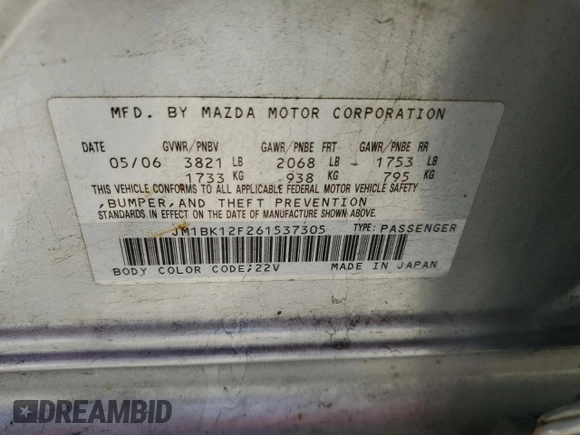 MFD. BY MAZDA MOTOR CORPORATION
DATE GVWR/PNBV GAWR/PNBE FRT GAWR/PNBE RR
05/06 3821 LB 2068 LB 1753 LB
1733 KG 938 KG 795 KG
THIS VEHICLE CONFORMS TO ALL APPLICABLE FEDERAL MOTOR VEHICLE SAFETY
,BUMPER,AND THEFT PREVENTION
STANDARDS IN EFFECT ON THE DATE OF MANUFACTURE SHOWN ABOVE.
JM1BK12F261537305 TYPE: PASSENGER
BODY COLOR CODE;22V MADE IN JAPAN
DREAMBID